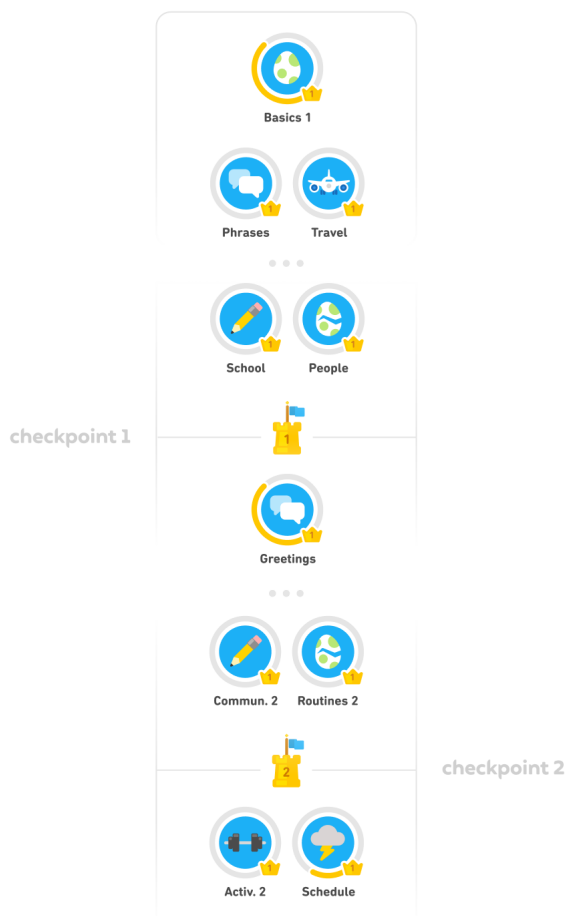 1
Basics 1
1
1
Phrases Travel
1
1
School People
checkpoint 1
1
1
Greetings
1
1
Commun. 2 Routines 2
2
checkpoint 2
1
1
Activ. 2 Schedule